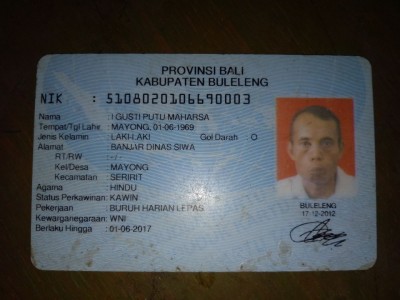 PROVINSI BALI
KABUPATEN BULELENG
NIK : 5108020106690003
Nama : I GUSTI PUTU MAHARSA
Tempat/Tgl Lahir : MAYONG, 01-06-1969
Jenis Kelamin : LAKI-LAKI Gol Darah : O
Alamat : BANJAR DINAS SIWA
RT/RW : -/-
Kel/Desa : MAYONG
Kecamatan : SERIRIT
Agama : HINDU
Status Perkawinan: KAWIN
Pekerjaan : BURUH HARIAN LEPAS
Kewarganegaraan: WNI
Berlaku Hingga : 01-06-2017
BULELENG
17-12-2012